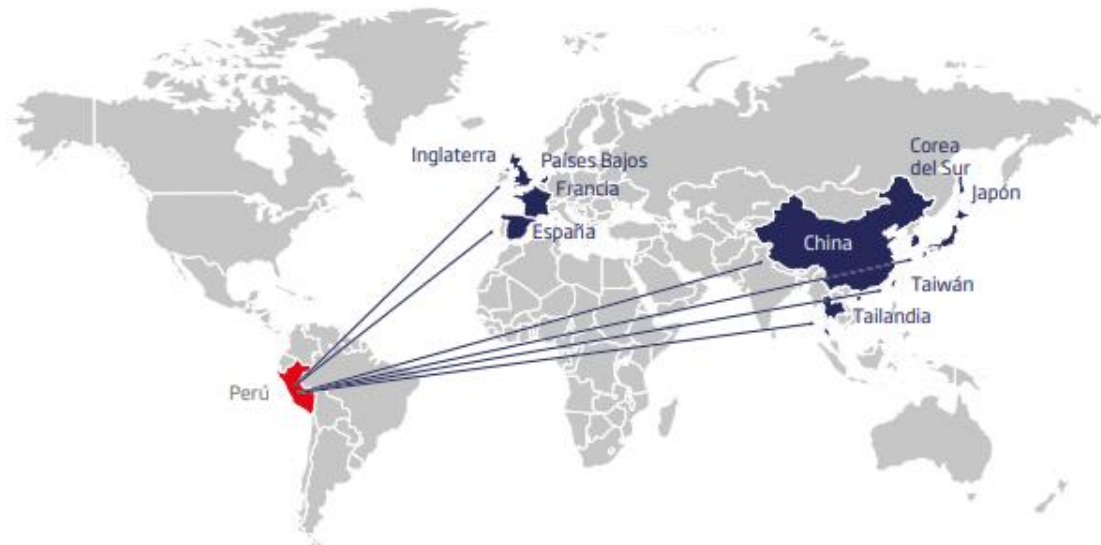 Inglaterra
Países Bajos
Francia
España
Corea
del Sur
Japón
China
Taiwán
Tailandia
Perú